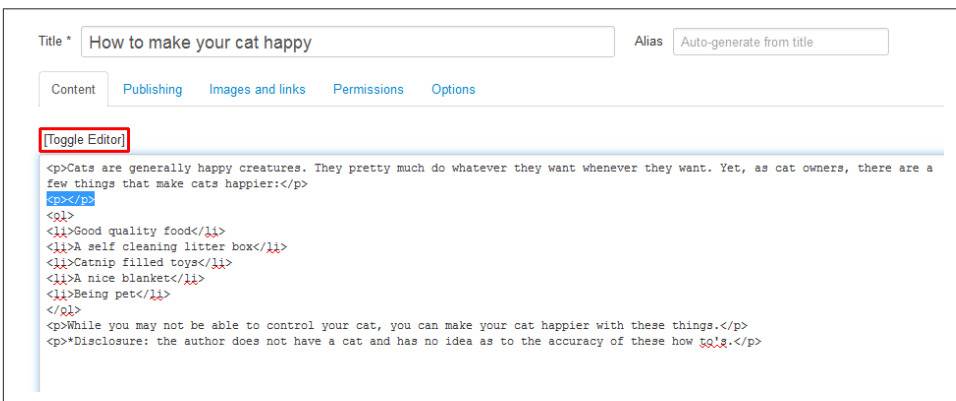 Title * How to make your cat happy Alias Auto-generate from title
Content Publishing Images and links Permissions Options
[Toggle Editor]
<p>Cats are generally happy creatures. They pretty much do whatever they want whenever they want. Yet, as cat owners, there are a
few things that make cats happier:</p>
<p></p>
<ol>
<li>Good quality food</li>
<li>A self cleaning litter box</li>
<li>Catnip filled toys</li>
<li>A nice blanket</li>
<li>Being pet</li>
</ol>
<p>While you may not be able to control your cat, you can make your cat happier with these things.</p>
<p>*Disclosure: the author does not have a cat and has no idea as to the accuracy of these how to's.</p>